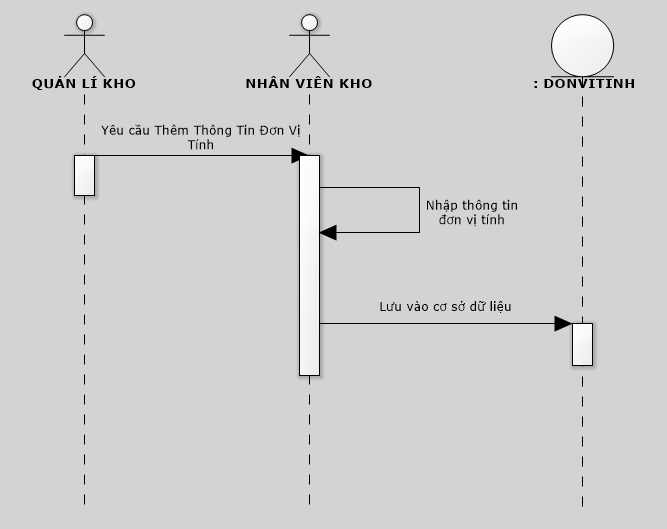 QUẢN LÍ KHO
NHÂN VIÊN KHO
: DONVITINH
Yêu cầu Thêm Thông Tin Đơn Vị
Tính
Nhập thông tin
đơn vị tính
Lưu vào cơ sở dữ liệu